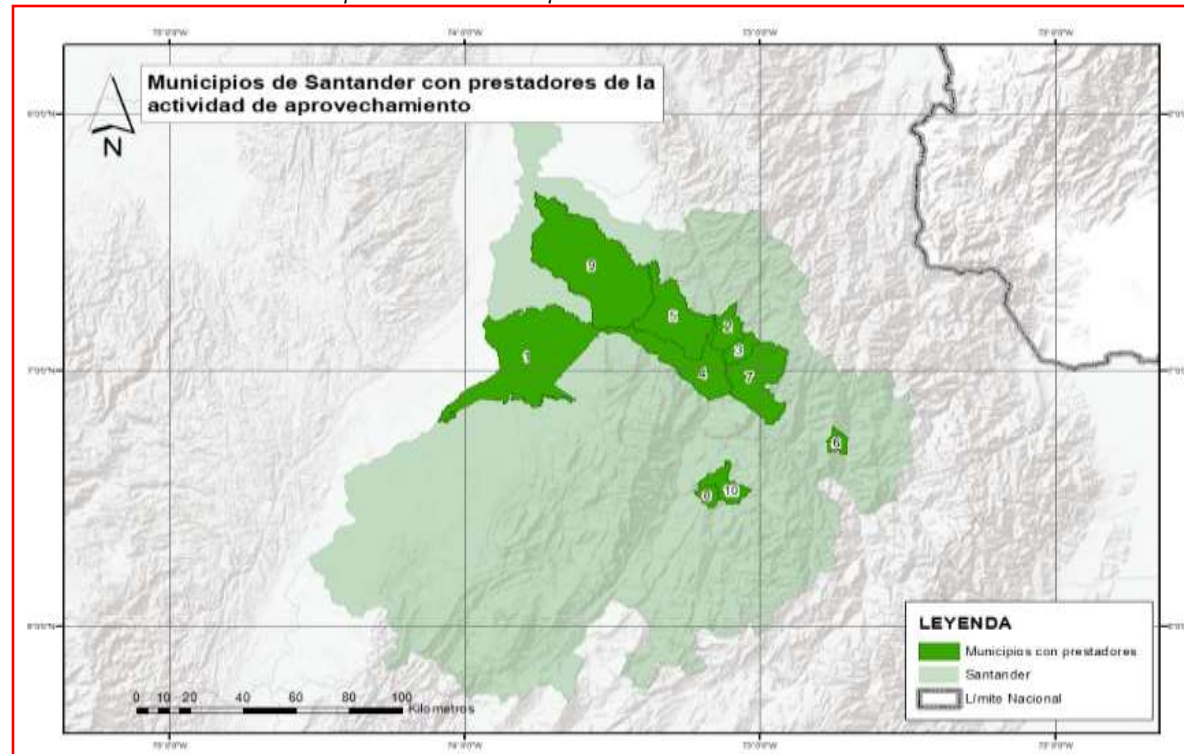 Municipios de Santander con prestadores de la
actividad de aprovechamiento
N
9
5
2
3
1
4
7
6
8
10
LEYENDA
Municipios con prestadores
Santander
Límite Nacional
0 10 20 40 60 80 100
Kilometros